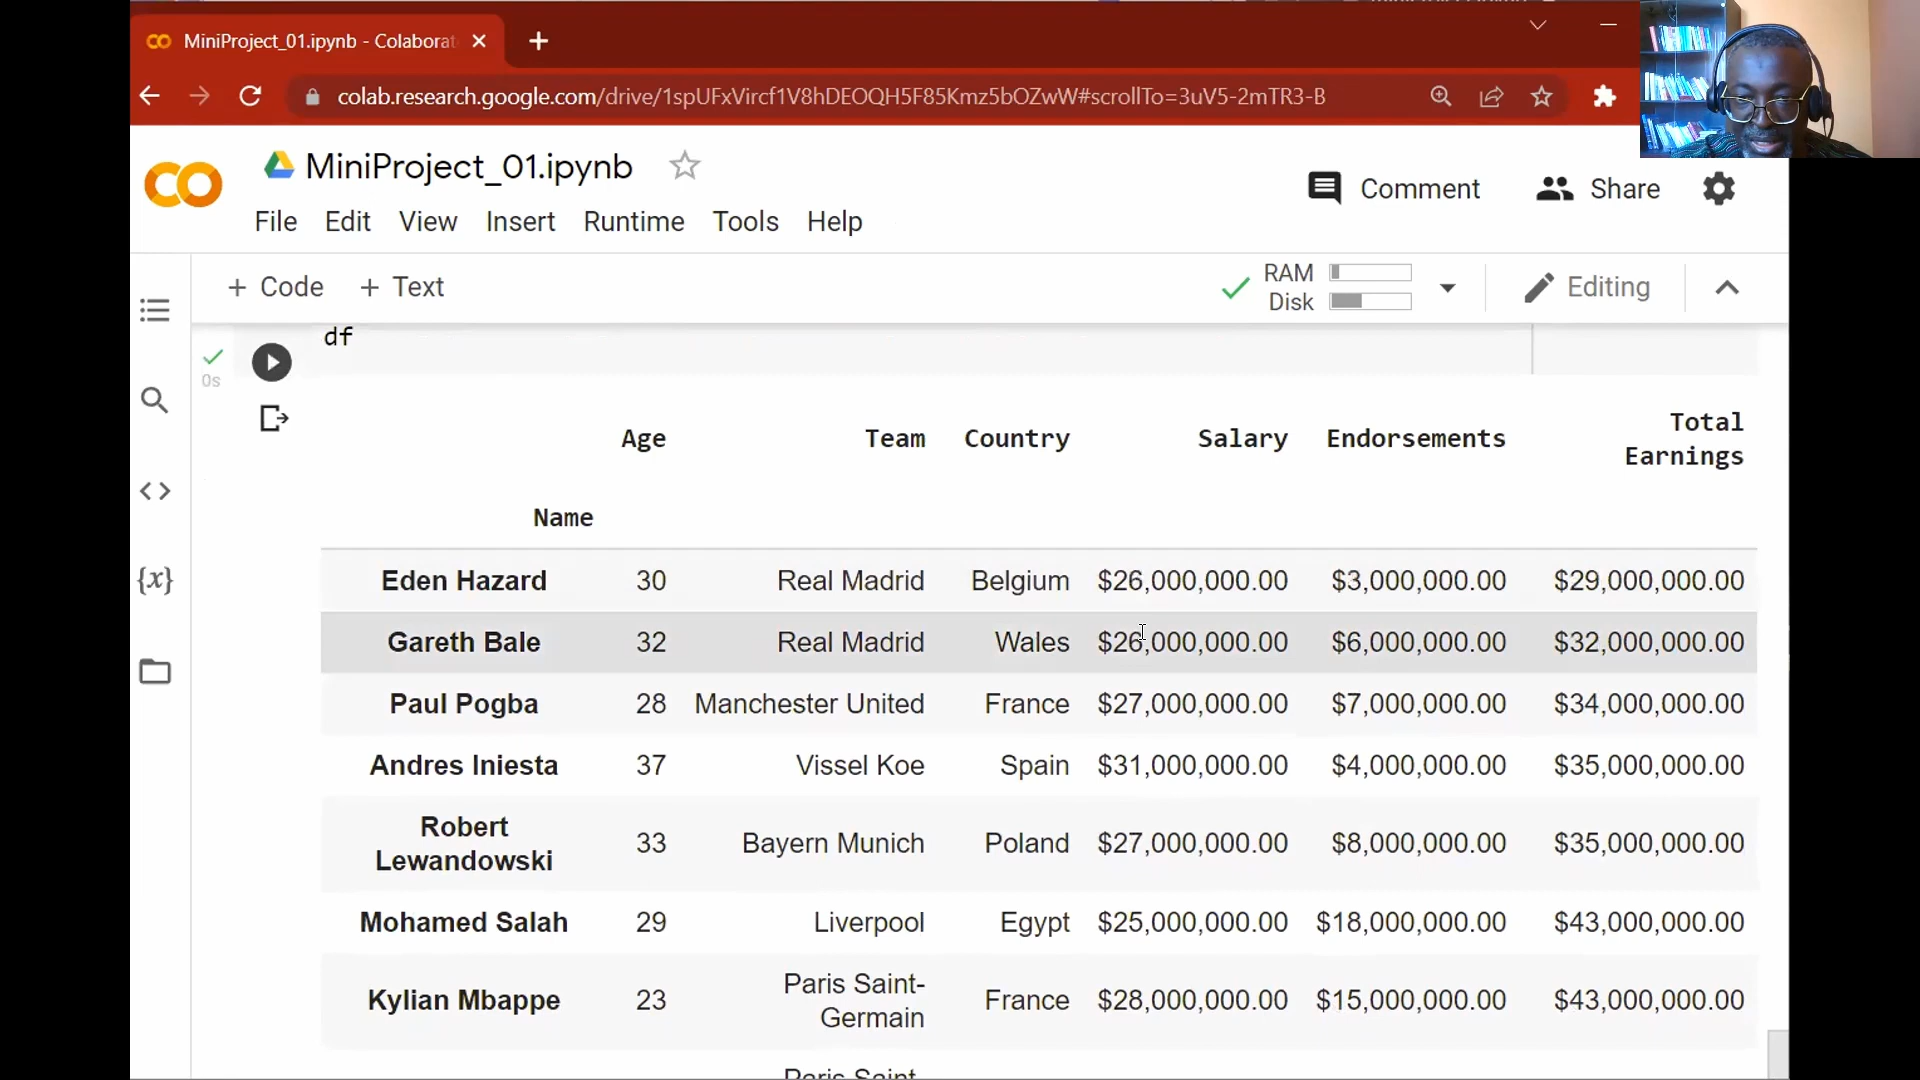 MiniProject_01.ipynb - Colaborat
colab.research.google.com/drive/1spUFxVircf1V8hDEOQH5F85Kmz5bOZwW#scrollTo=3uV5-2mTR3-B
MiniProject_01.ipynb
Comment Share
File Edit View Insert Runtime Tools Help
+ Code + Text
RAM
Disk
Editing
df
0s
Age Team Country Salary Endorsements Total
Earnings
Name
Eden Hazard 30 Real Madrid Belgium $26,000,000.00 $3,000,000.00 $29,000,000.00
Gareth Bale 32 Real Madrid Wales $26,000,000.00 $6,000,000.00 $32,000,000.00
Paul Pogba 28 Manchester United France $27,000,000.00 $7,000,000.00 $34,000,000.00
Andres Iniesta 37 Vissel Koe Spain $31,000,000.00 $4,000,000.00 $35,000,000.00
Robert
Lewandowski 33 Bayern Munich Poland $27,000,000.00 $8,000,000.00 $35,000,000.00
Mohamed Salah 29 Liverpool Egypt $25,000,000.00 $18,000,000.00 $43,000,000.00
Kylian Mbappe 23 Paris Saint-
Germain France $28,000,000.00 $15,000,000.00 $43,000,000.00
Paris Saint-